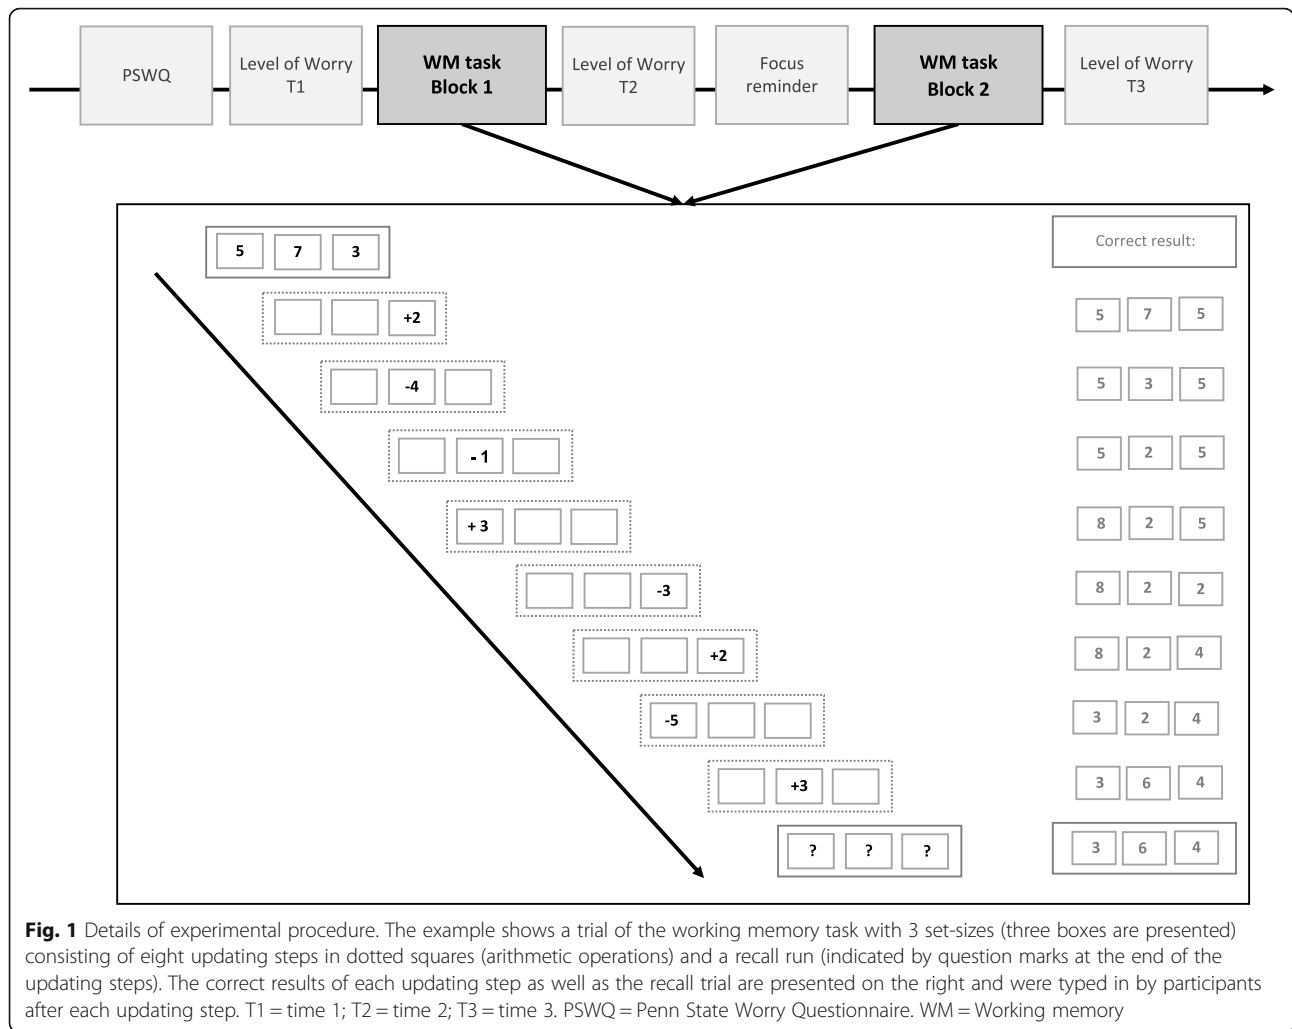 PSWQ
Level of Worry
T1
WM task
Block 1
Level of Worry
T2
Focus
reminder
WM task
Block 2
Level of Worry
T3
5 7 3
Correct result:
+2
5 7 5
-4
5 3 5
- 1
5 2 5
+ 3
8 2 5
-3
8 2 2
+2
8 2 4
-5
3 2 4
+3
3 6 4
? ? ?
3 6 4
Fig. 1 Details of experimental procedure. The example shows a trial of the working memory task with 3 set-sizes (three boxes are presented)
consisting of eight updating steps in dotted squares (arithmetic operations) and a recall run (indicated by question marks at the end of the
updating steps). The correct results of each updating step as well as the recall trial are presented on the right and were typed in by participants
after each updating step. T1 = time 1; T2 = time 2; T3 = time 3. PSWQ = Penn State Worry Questionnaire. WM = Working memory